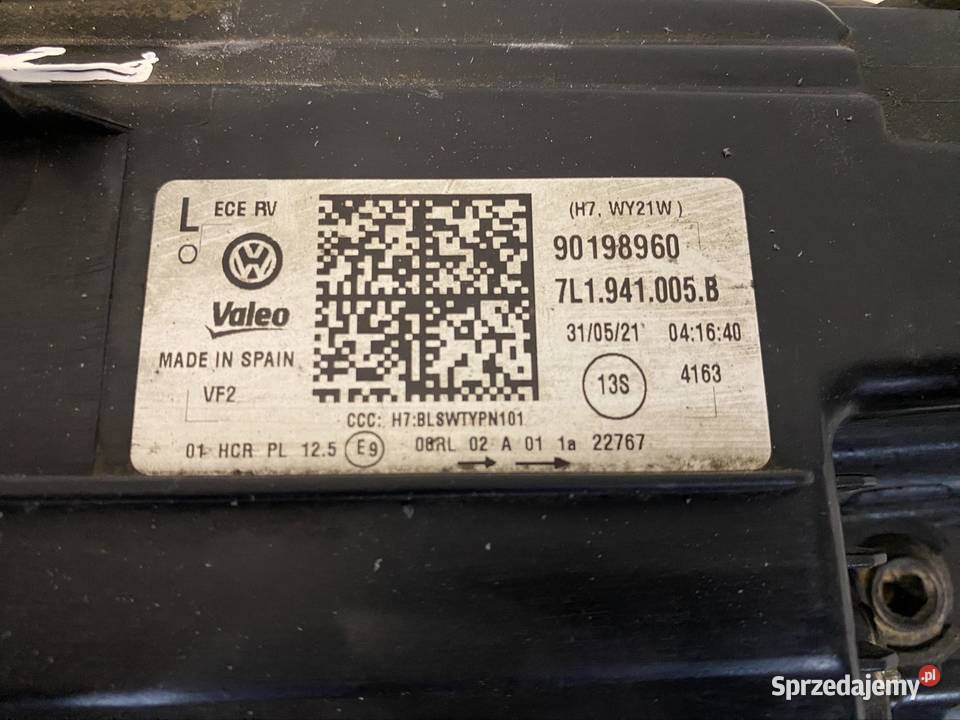 L ECE RV
(H7, WY21W)
90198960
7L1.941.005.B
Valeo
31/05/21 04:16:40
MADE IN SPAIN
VF2
13S
4163
CCC: H7:BLSWTYPN101
01 HCR PL 12.5 E9 08RL 02 A 01 1a 22767
Sprzedajemy.pl